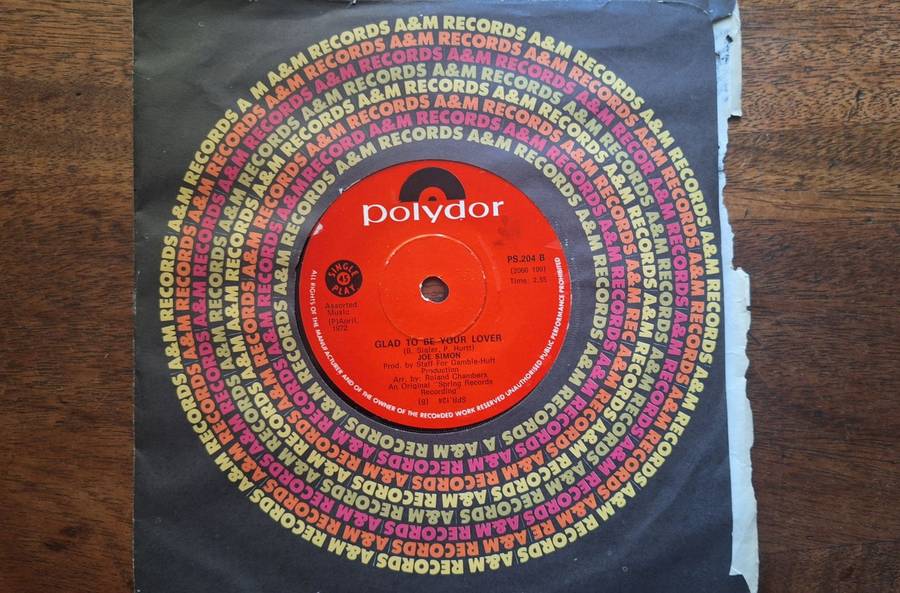 A&M RECORDS A&M RECORDS A&M RECORDS A&M RECORDS
polydor
PS.204 B
(2066 190)
Time: 2.55
SINGLE
45
PLAY
Assorted
Music
(P)April,
1972
GLAD TO BE YOUR LOVER
(B. Sigler, P. Hurtt)
JOE SIMON
Prod. by Staff For Gamble-Huff
Production
Arr. by: Roland Chambers
An Original "Spring Records
Recording"
SPR.124 (B)
ALL RIGHTS OF THE MANUFACTURER AND OF THE OWNER OF THE RECORDED WORK RESERVED UNAUTHORISED PUBLIC PERFORMANCE PROHIBITED